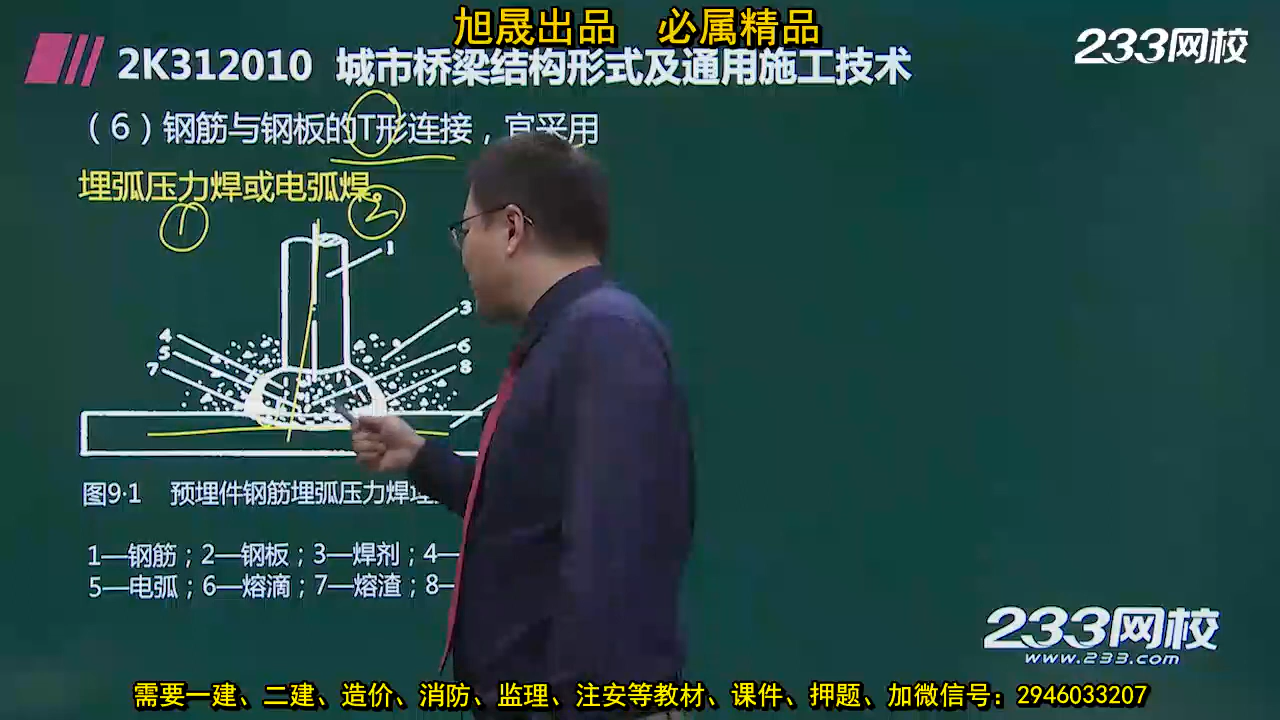 旭晟出品 必属精品
2K312010 城市桥梁结构形式及通用施工技术
233网校
（6）钢筋与钢板的T形连接，宜采用
埋弧压力焊或电弧焊。
① ②
1
3
4
6
5
8
7
图9·1 预埋件钢筋埋弧压力焊
1—钢筋；2—钢板；3—焊剂；4—
5—电弧；6—熔滴；7—熔渣；8—
233网校
www.233.com
需要一建、二建、造价、消防、监理、注安等教材、课件、押题、加微信号：2946033207